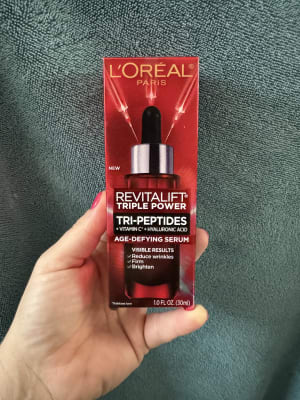 L'ORÉAL
PARIS
NEW
REVITALIFT®
TRIPLE POWER
TRI-PEPTIDES
+ VITAMIN C* + HYALURONIC ACID
AGE-DEFYING SERUM
VISIBLE RESULTS
✓Reduce wrinkles
✓Firm
✓Brighten
1.0 FL. OZ. (30ml)